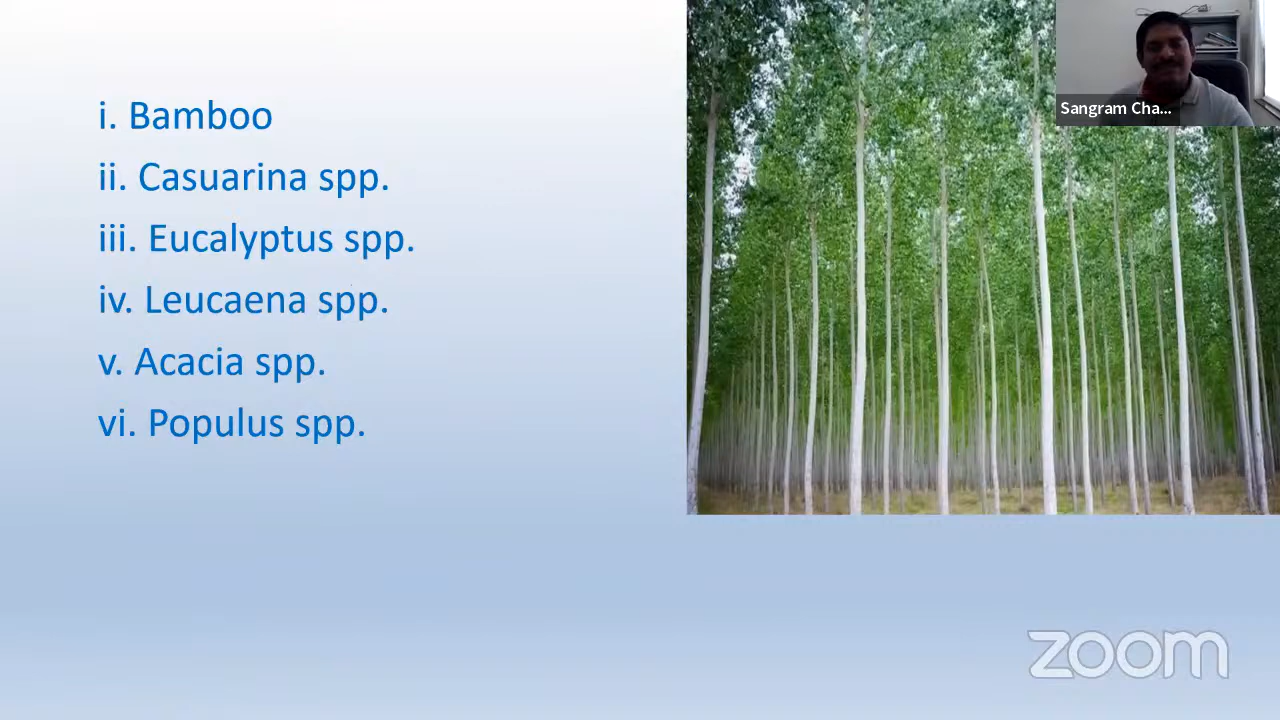 i. Bamboo
ii. Casuarina spp.
iii. Eucalyptus spp.
iv. Leucaena spp.
v. Acacia spp.
vi. Populus spp.
Sangram Cha...
zoom